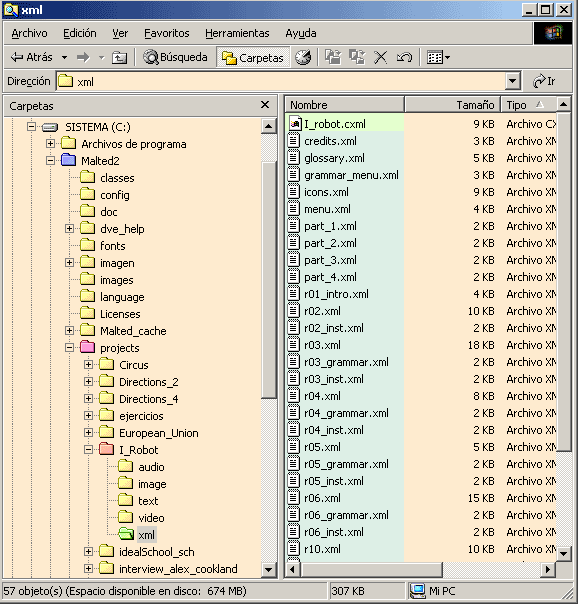 xml
Archivo Edición Ver Favoritos Herramientas Ayuda
Atrás Búsqueda Carpetas
Dirección xml Ir
Carpetas
SISTEMA (C:)
Archivos de programa
Malted2
classes
config
doc
dve_help
fonts
imagen
images
language
Licenses
Malted_cache
projects
Circus
Directions_2
Directions_4
ejercicios
European_Union
I_Robot
audio
image
text
video
xml
idealSchool_sch
interview_alex_cookland
Nombre Tamaño Tipo
I_robot.cxml 9 KB Archivo CX
credits.xml 3 KB Archivo XM
glossary.xml 5 KB Archivo XM
grammar_menu.xml 3 KB Archivo XM
icons.xml 9 KB Archivo XM
menu.xml 4 KB Archivo XM
part_1.xml 2 KB Archivo XM
part_2.xml 2 KB Archivo XM
part_3.xml 2 KB Archivo XM
part_4.xml 2 KB Archivo XM
r01_intro.xml 4 KB Archivo XM
r02.xml 10 KB Archivo XM
r02_inst.xml 2 KB Archivo XM
r03.xml 18 KB Archivo XM
r03_grammar.xml 2 KB Archivo XM
r03_inst.xml 2 KB Archivo XM
r04.xml 8 KB Archivo XM
r04_grammar.xml 2 KB Archivo XM
r04_inst.xml 2 KB Archivo XM
r05.xml 5 KB Archivo XM
r05_grammar.xml 2 KB Archivo XM
r05_inst.xml 2 KB Archivo XM
r06.xml 15 KB Archivo XM
r06_grammar.xml 2 KB Archivo XM
r06_inst.xml 2 KB Archivo XM
r10.xml 10 KB Archivo XM
57 objeto(s) (Espacio disponible en disco: 674 MB) 307 KB Mi PC